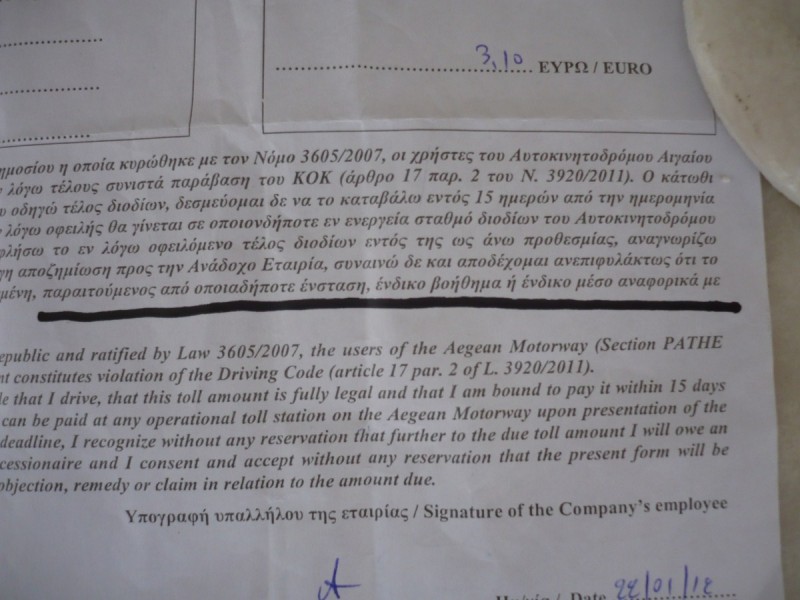 3,10 ΕΥΡΩ / EURO
ημοσίου η οποία κυρώθηκε με τον Νόμο 3605/2007, οι χρήστες του Αυτοκινητοδρόμου Αιγαίου
λόγω τέλους συνιστά παράβαση του ΚΟΚ (άρθρο 17 παρ. 2 του Ν. 3920/2011). Ο κάτωθι
οδηγώ τέλος διοδίων, δεσμεύομαι δε να το καταβάλω εντός 15 ημερών από την ημερομηνία
λόγω οφειλής θα γίνεται σε οποιονδήποτε εν ενεργεία σταθμό διοδίων του Αυτοκινητοδρόμου
φλήσω το εν λόγω οφειλόμενο τέλος διοδίων εντός της ως άνω προθεσμίας, αναγνωρίζω
γη αποζημίωση προς την Ανάδοχο Εταιρία, συναινώ δε και αποδέχομαι ανεπιφυλάκτως ότι το
μένη, παραιτούμενος από οποιαδήποτε ένσταση, ένδικο βοήθημα ή ένδικο μέσο αναφορικά με
epublic and ratified by Law 3605/2007, the users of the Aegean Motorway (Section PATHE
nt constitutes violation of the Driving Code (article 17 par. 2 of L. 3920/2011).
le that I drive, that this toll amount is fully legal and that I am bound to pay it within 15 days
can be paid at any operational toll station on the Aegean Motorway upon presentation of the
deadline, I recognize without any reservation that further to the due toll amount I will owe an
cessionaire and I consent and accept without any reservation that the present form will be
objection, remedy or claim in relation to the amount due.
Υπογραφή υπαλλήλου της εταιρίας / Signature of the Company's employee
Date 22/01/12